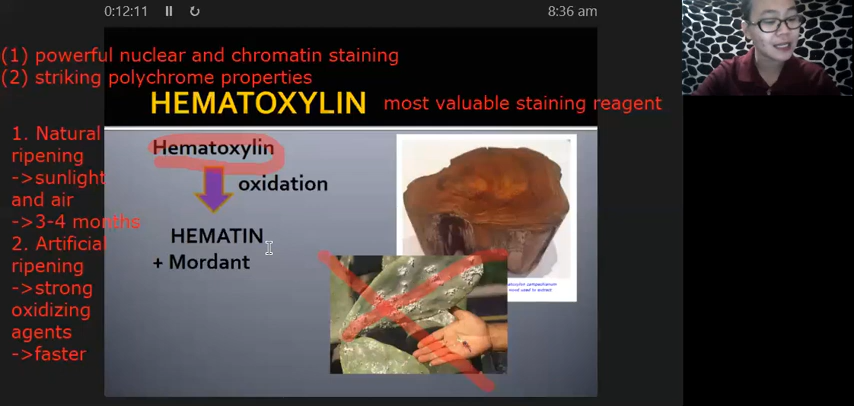 0:12:11
8:36 am
(1) powerful nuclear and chromatin staining
(2) striking polychrome properties
HEMATOXYLIN most valuable staining reagent
1. Natural
ripening
->sunlight
and air
->3-4 months
2. Artificial
ripening
->strong
oxidizing
agents
->faster
Hematoxylin
oxidation
HEMATIN
+ Mordant